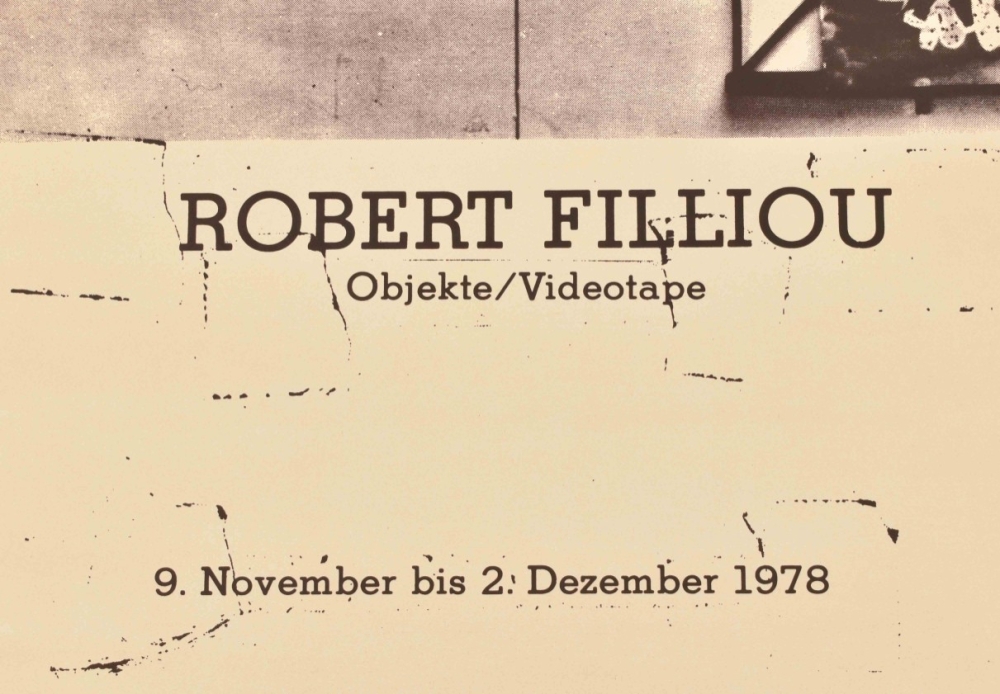 ROBERT FILLIOU
Objekte/Videotape
9. November bis 2. Dezember 1978